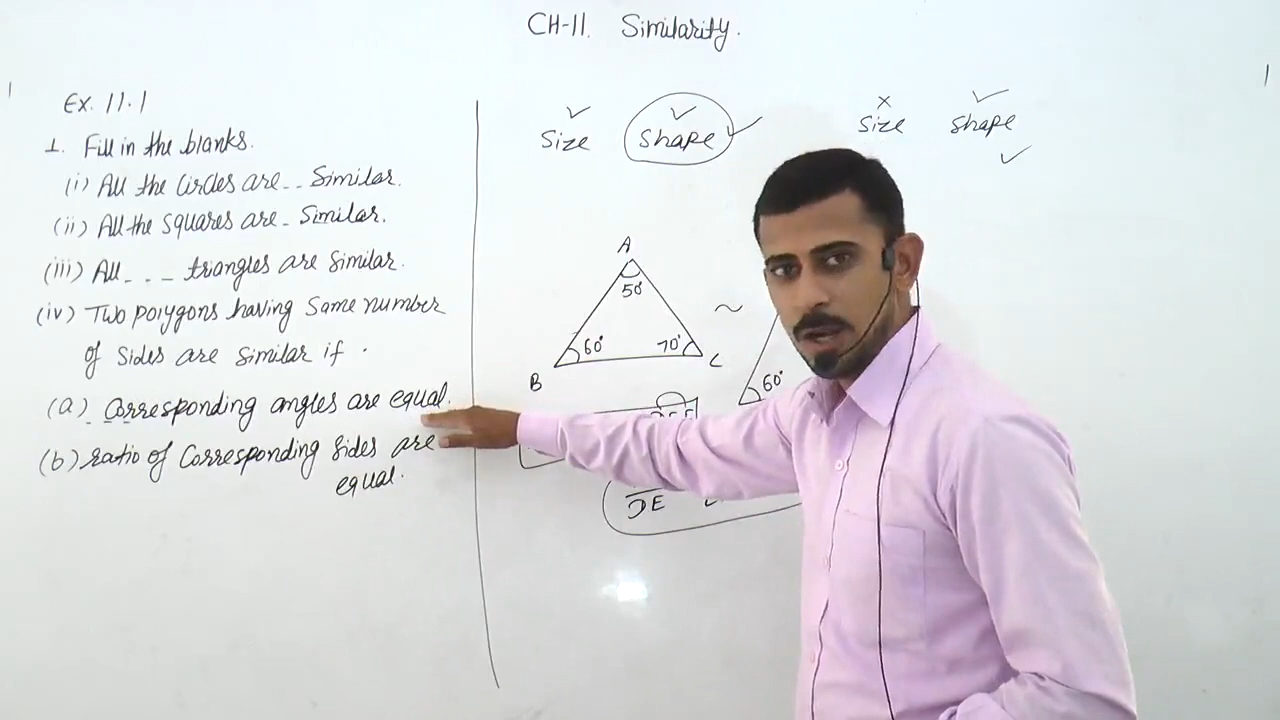 CH-11. Similarity.
Ex. 11.1
1. Fill in the blanks.
(i) All the Circles are - - Similar.
(ii) All the squares are - Similar.
(iii) All - - - triangles are Similar.
(iv) Two polygons having Same number
of Sides are Similar if .
(a) Corresponding angles are equal.
(b) ratio of Corresponding Sides are
equal.
✓ ✓
Size Shape ✓
× ✓
Size Shape
✓
A
50°
60° 70°
B C
~
60°
DE